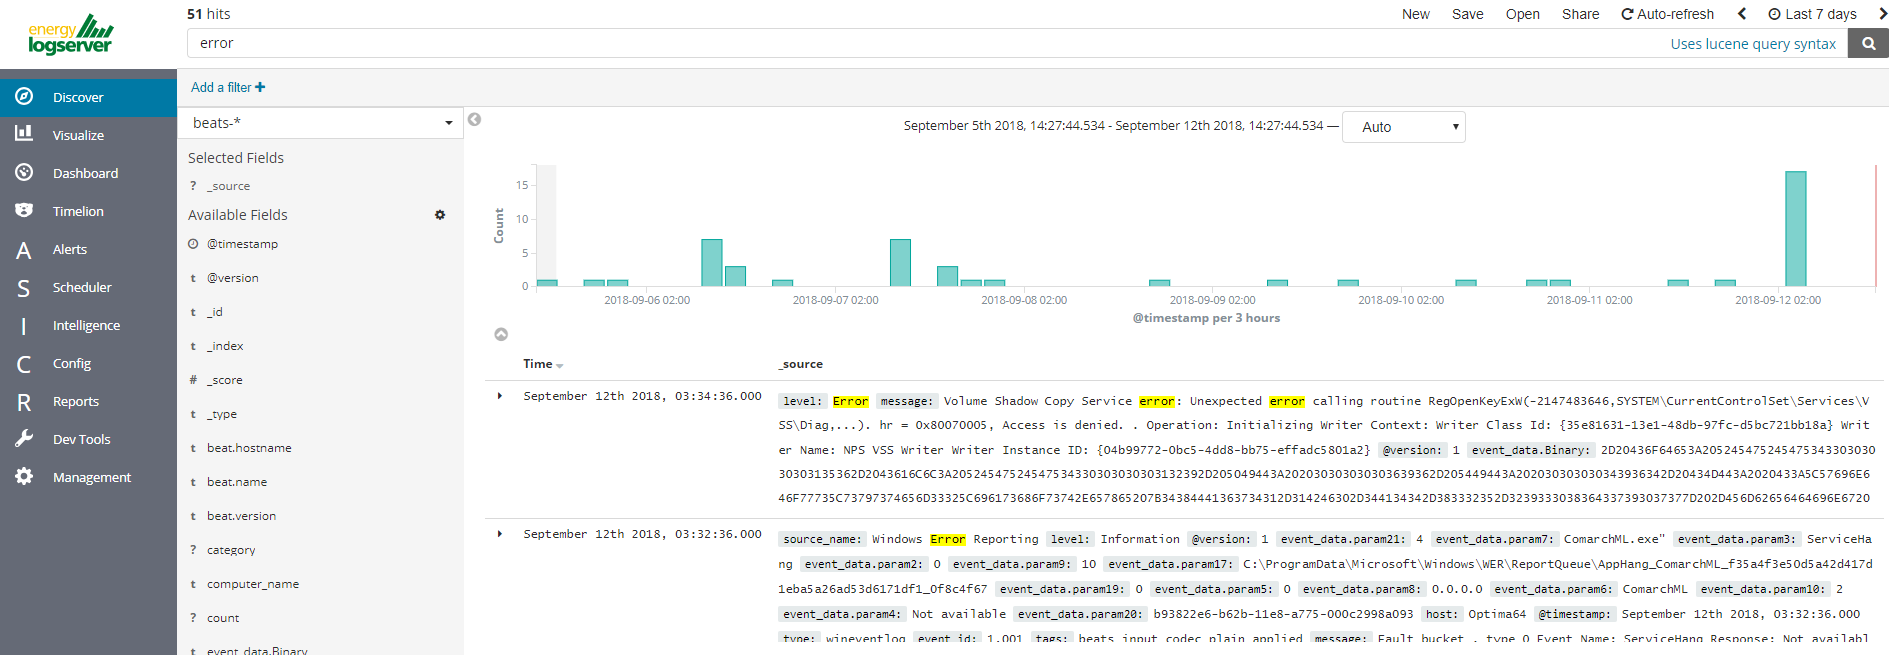 energy
logserver
51 hits
New Save Open Share Auto-refresh Last 7 days
error
Uses lucene query syntax
Add a filter +
Discover
Visualize
Dashboard
Timelion
A Alerts
S Scheduler
I Intelligence
C Config
R Reports
Dev Tools
Management
beats-*
Selected Fields
? _source
Available Fields
@timestamp
t @version
t _id
t _index
# _score
t _type
t beat.hostname
t beat.name
t beat.version
? category
t computer_name
? count
t event_data.Binary
September 5th 2018, 14:27:44.534 - September 12th 2018, 14:27:44.534 — Auto
Count
15
10
5
0
2018-09-06 02:00 2018-09-07 02:00 2018-09-08 02:00 2018-09-09 02:00 2018-09-10 02:00 2018-09-11 02:00 2018-09-12 02:00
@timestamp per 3 hours
Time _source
September 12th 2018, 03:34:36.000
level: Error message: Volume Shadow Copy Service error: Unexpected error calling routine RegOpenKeyExW(-2147483646,SYSTEM\CurrentControlSet\Services\V
SS\Diag,...). hr = 0x80070005, Access is denied. . Operation: Initializing Writer Context: Writer Class Id: {35e81631-13e1-48db-97fc-d5bc721bb18a} Writ
er Name: NPS VSS Writer Writer Instance ID: {04b99772-0bc5-4dd8-bb75-effadc5801a2} @version: 1 event_data.Binary:
September 12th 2018, 03:32:36.000
source_name: Windows Error Reporting level: Information @version: 1 event_data.param21: 4 event_data.param7: ComarchML.exe" event_data.param3: ServiceHa
ng event_data.param2: 0 event_data.param9: 10 event_data.param17: C:\ProgramData\Microsoft\Windows\WER\ReportQueue\AppHang_ComarchML_f35a4f3e50d5a42d417d
1eba5a26ad53d6171df1_0f8c4f67 event_data.param19: 0 event_data.param5: 0 event_data.param8: 0.0.0.0 event_data.param6: ComarchML event_data.param10: 2
event_data.param4: Not available event_data.param20: b93822e6-b62b-11e8-a775-000c2998a093 host: Optima64 @timestamp: September 12th 2018, 03:32:36.000
type: wineventlog event_id: 1,001 tags: beats_input_codec_plain_applied message: Fault bucket , type 0 Event Name: ServiceHang Response: Not availabl